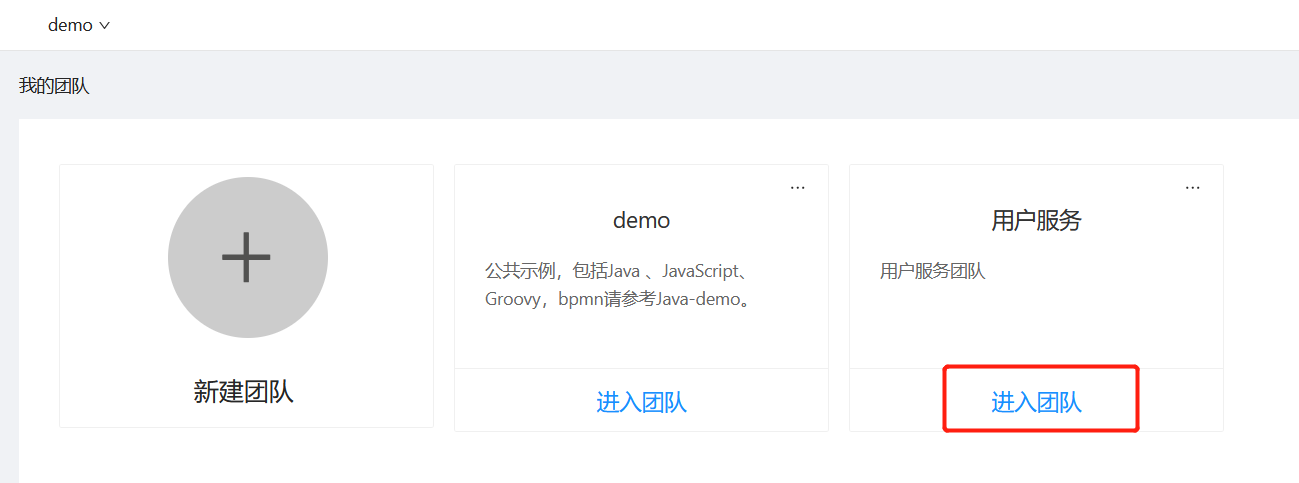 demo
我的团队
新建团队
...
demo
公共示例，包括Java 、JavaScript、
Groovy，bpmn请参考Java-demo。
进入团队
...
用户服务
用户服务团队
进入团队